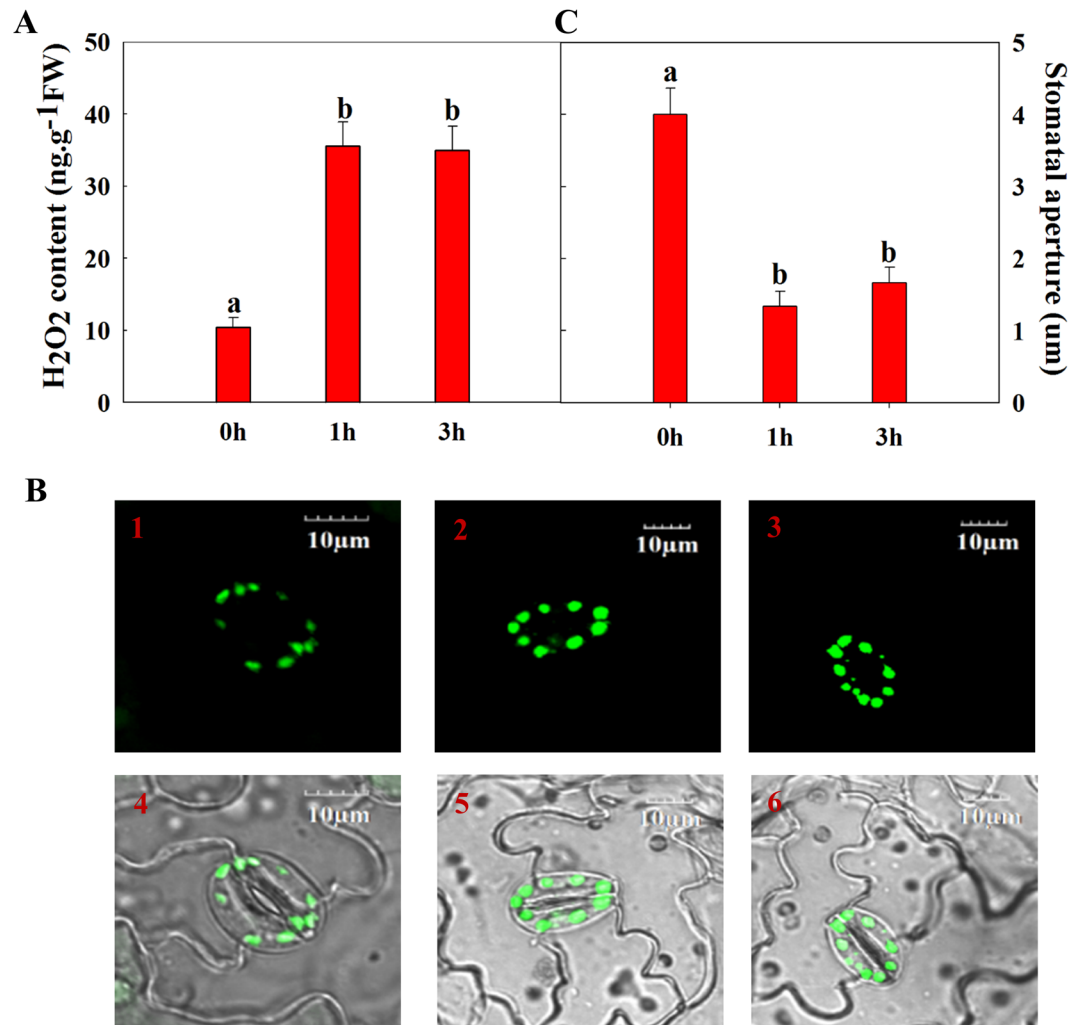 A
C
H2O2 content (ng.g-1FW)
50
40
30
20
10
0
a
b
b
0h
1h
3h
a
b
b
0h
1h
3h
5
4
3
2
1
0
Stomatal aperture (um)
B
1
10μm
2
10μm
3
10μm
4
10μm
5
10μm
6
10μm